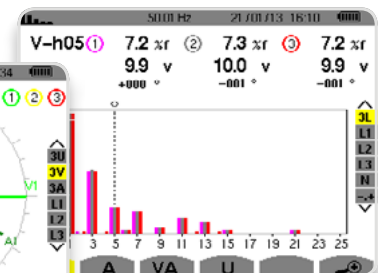 50.01 Hz 21/01/13 16:10
V-h05 1 7.2 %r 2 7.3 %r 3 7.2 %r
9.9 v 10.0 v 9.9 v
+000 ° -001 ° -001 °
34
1 2 3
3U
3V
3A
L1
L2
L3
V1
A1
3L
L1
L2
L3
N
-.+
3 5 7 9 11 13 15 17 19 21 23 25
A VA U